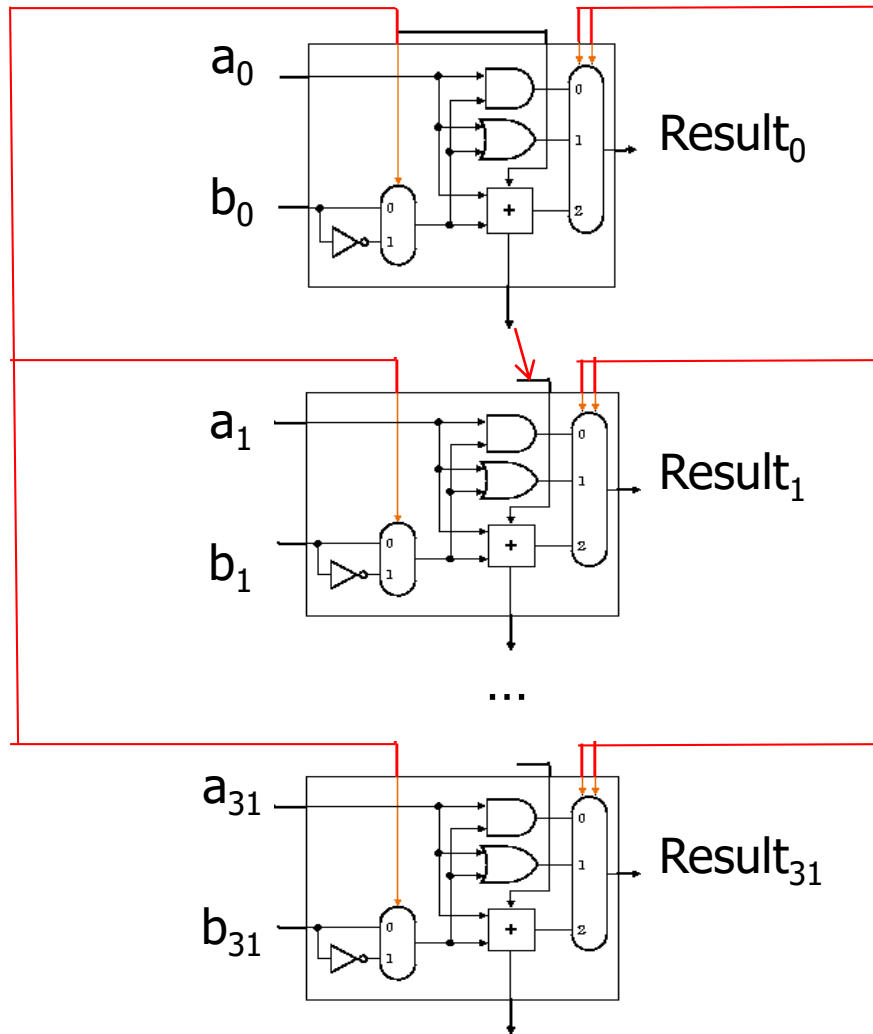 a₀
0
1
Result₀
b₀
0
1
+
2
a₁
0
1
Result₁
b₁
0
1
+
2
...
a₃₁
0
1
Result₃₁
b₃₁
0
1
+
2